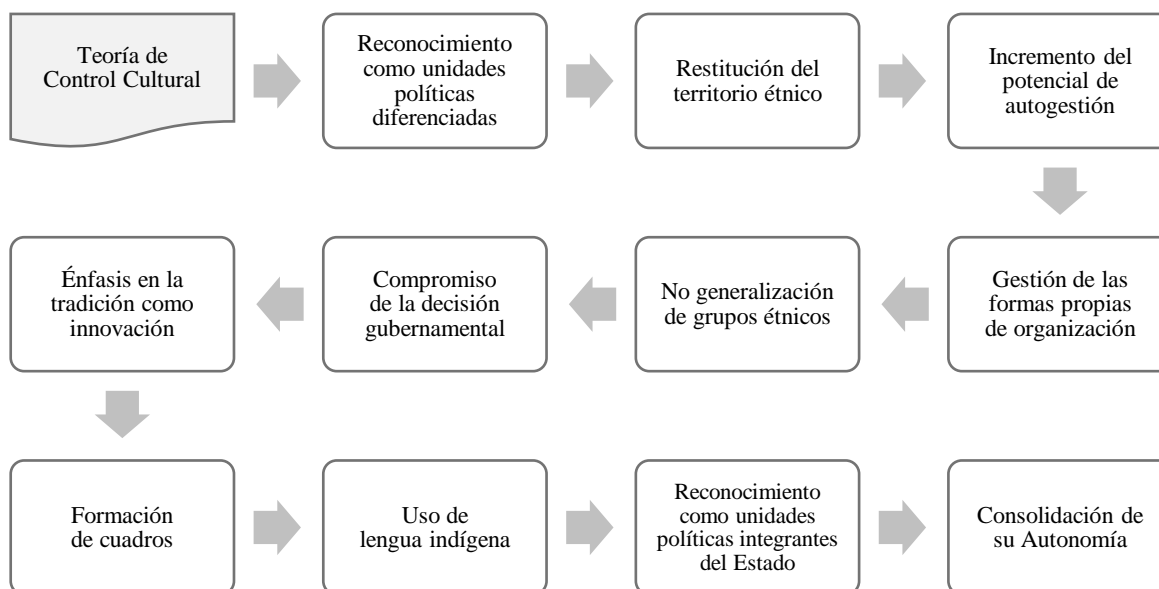 Teoría de
Control Cultural
Reconocimiento
como unidades
políticas
diferenciadas
Restitución del
territorio étnico
Incremento del
potencial de
autogestión
Gestión de las
formas propias
de organización
No generalización
de grupos étnicos
Compromiso
de la decisión
gubernamental
Énfasis en la
tradición como
innovación
Formación
de cuadros
Uso de
lengua indígena
Reconocimiento
como unidades
políticas integrantes
del Estado
Consolidación de
su Autonomía